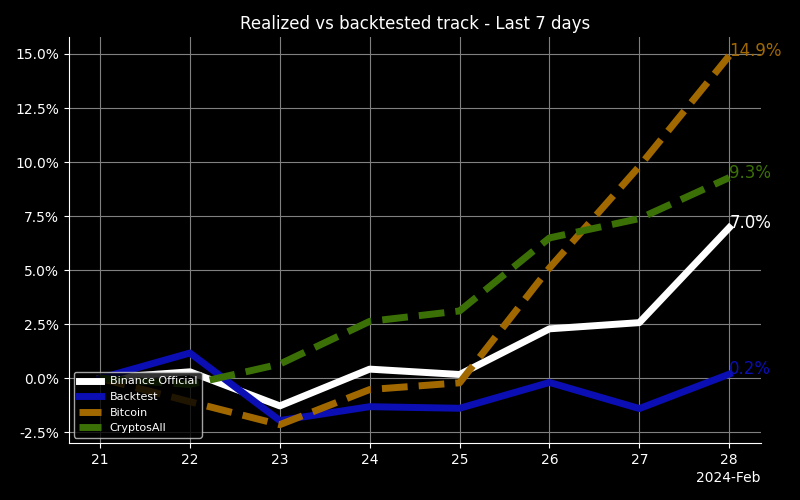 Realized vs backtested track - Last 7 days
15.0%
12.5%
10.0%
7.5%
5.0%
2.5%
0.0%
-2.5%
14.9%
9.3%
7.0%
0.2%
Binance Official
Backtest
Bitcoin
CryptosAll
21 22 23 24 25 26 27 28
2024-Feb